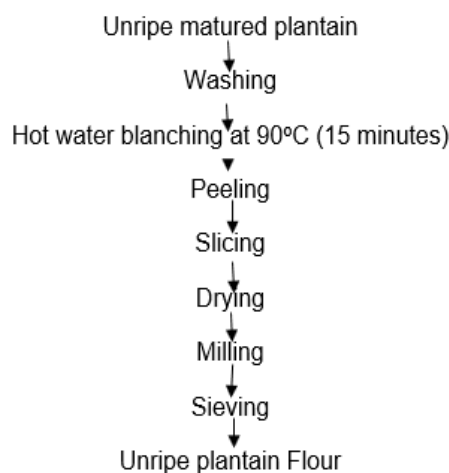 Unripe matured plantain
Washing
Hot water blanching at 90ºC (15 minutes)
Peeling
Slicing
Drying
Milling
Sieving
Unripe plantain Flour